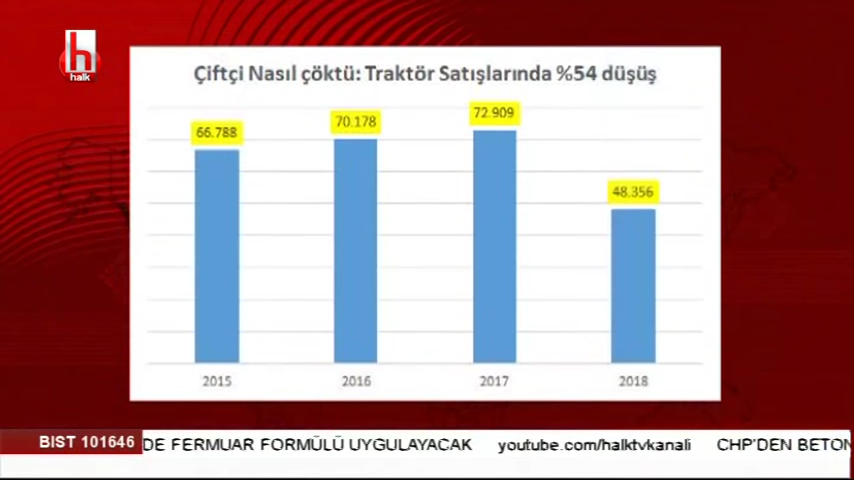 h
halk
Çiftçi Nasıl çöktü: Traktör Satışlarında %54 düşüş
66.788
70.178
72.909
48.356
2015
2016
2017
2018
BIST 101646
DE FERMUAR FORMÜLÜ UYGULAYACAK
youtube.com/halktvkanali
CHP'DEN BETON